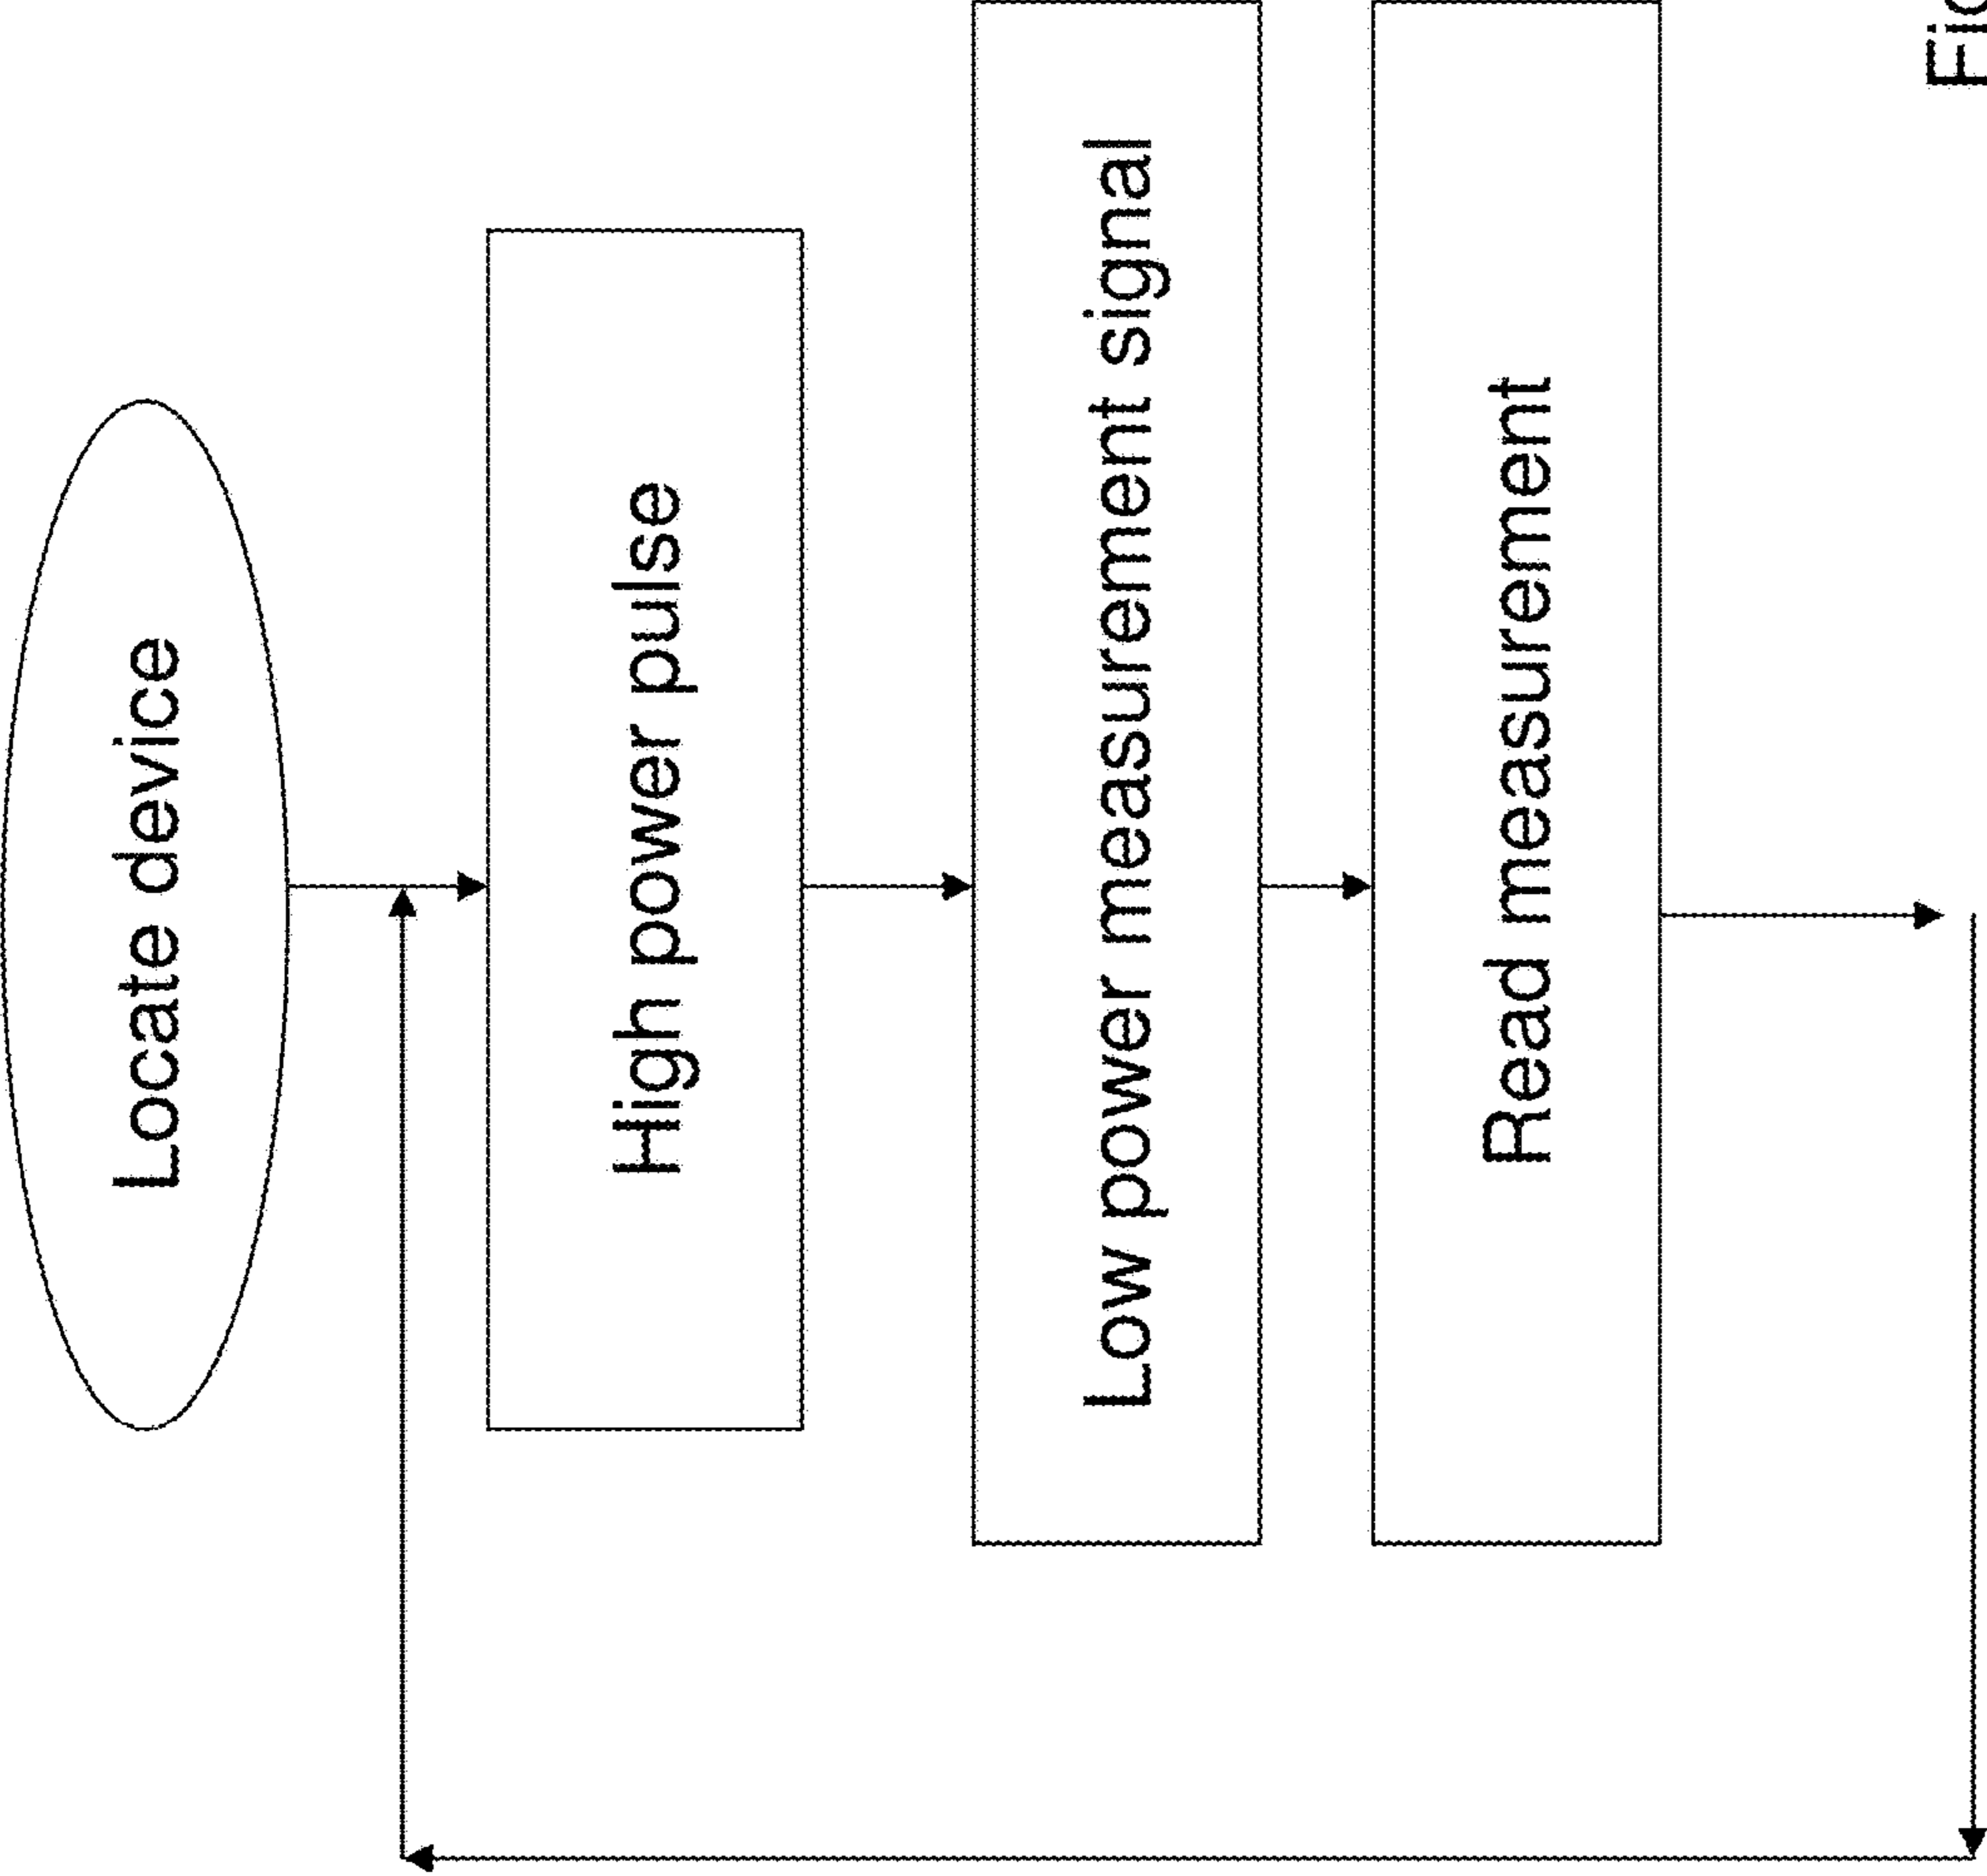 Locate device
High power pulse
Low power measurement signal
Read measurement